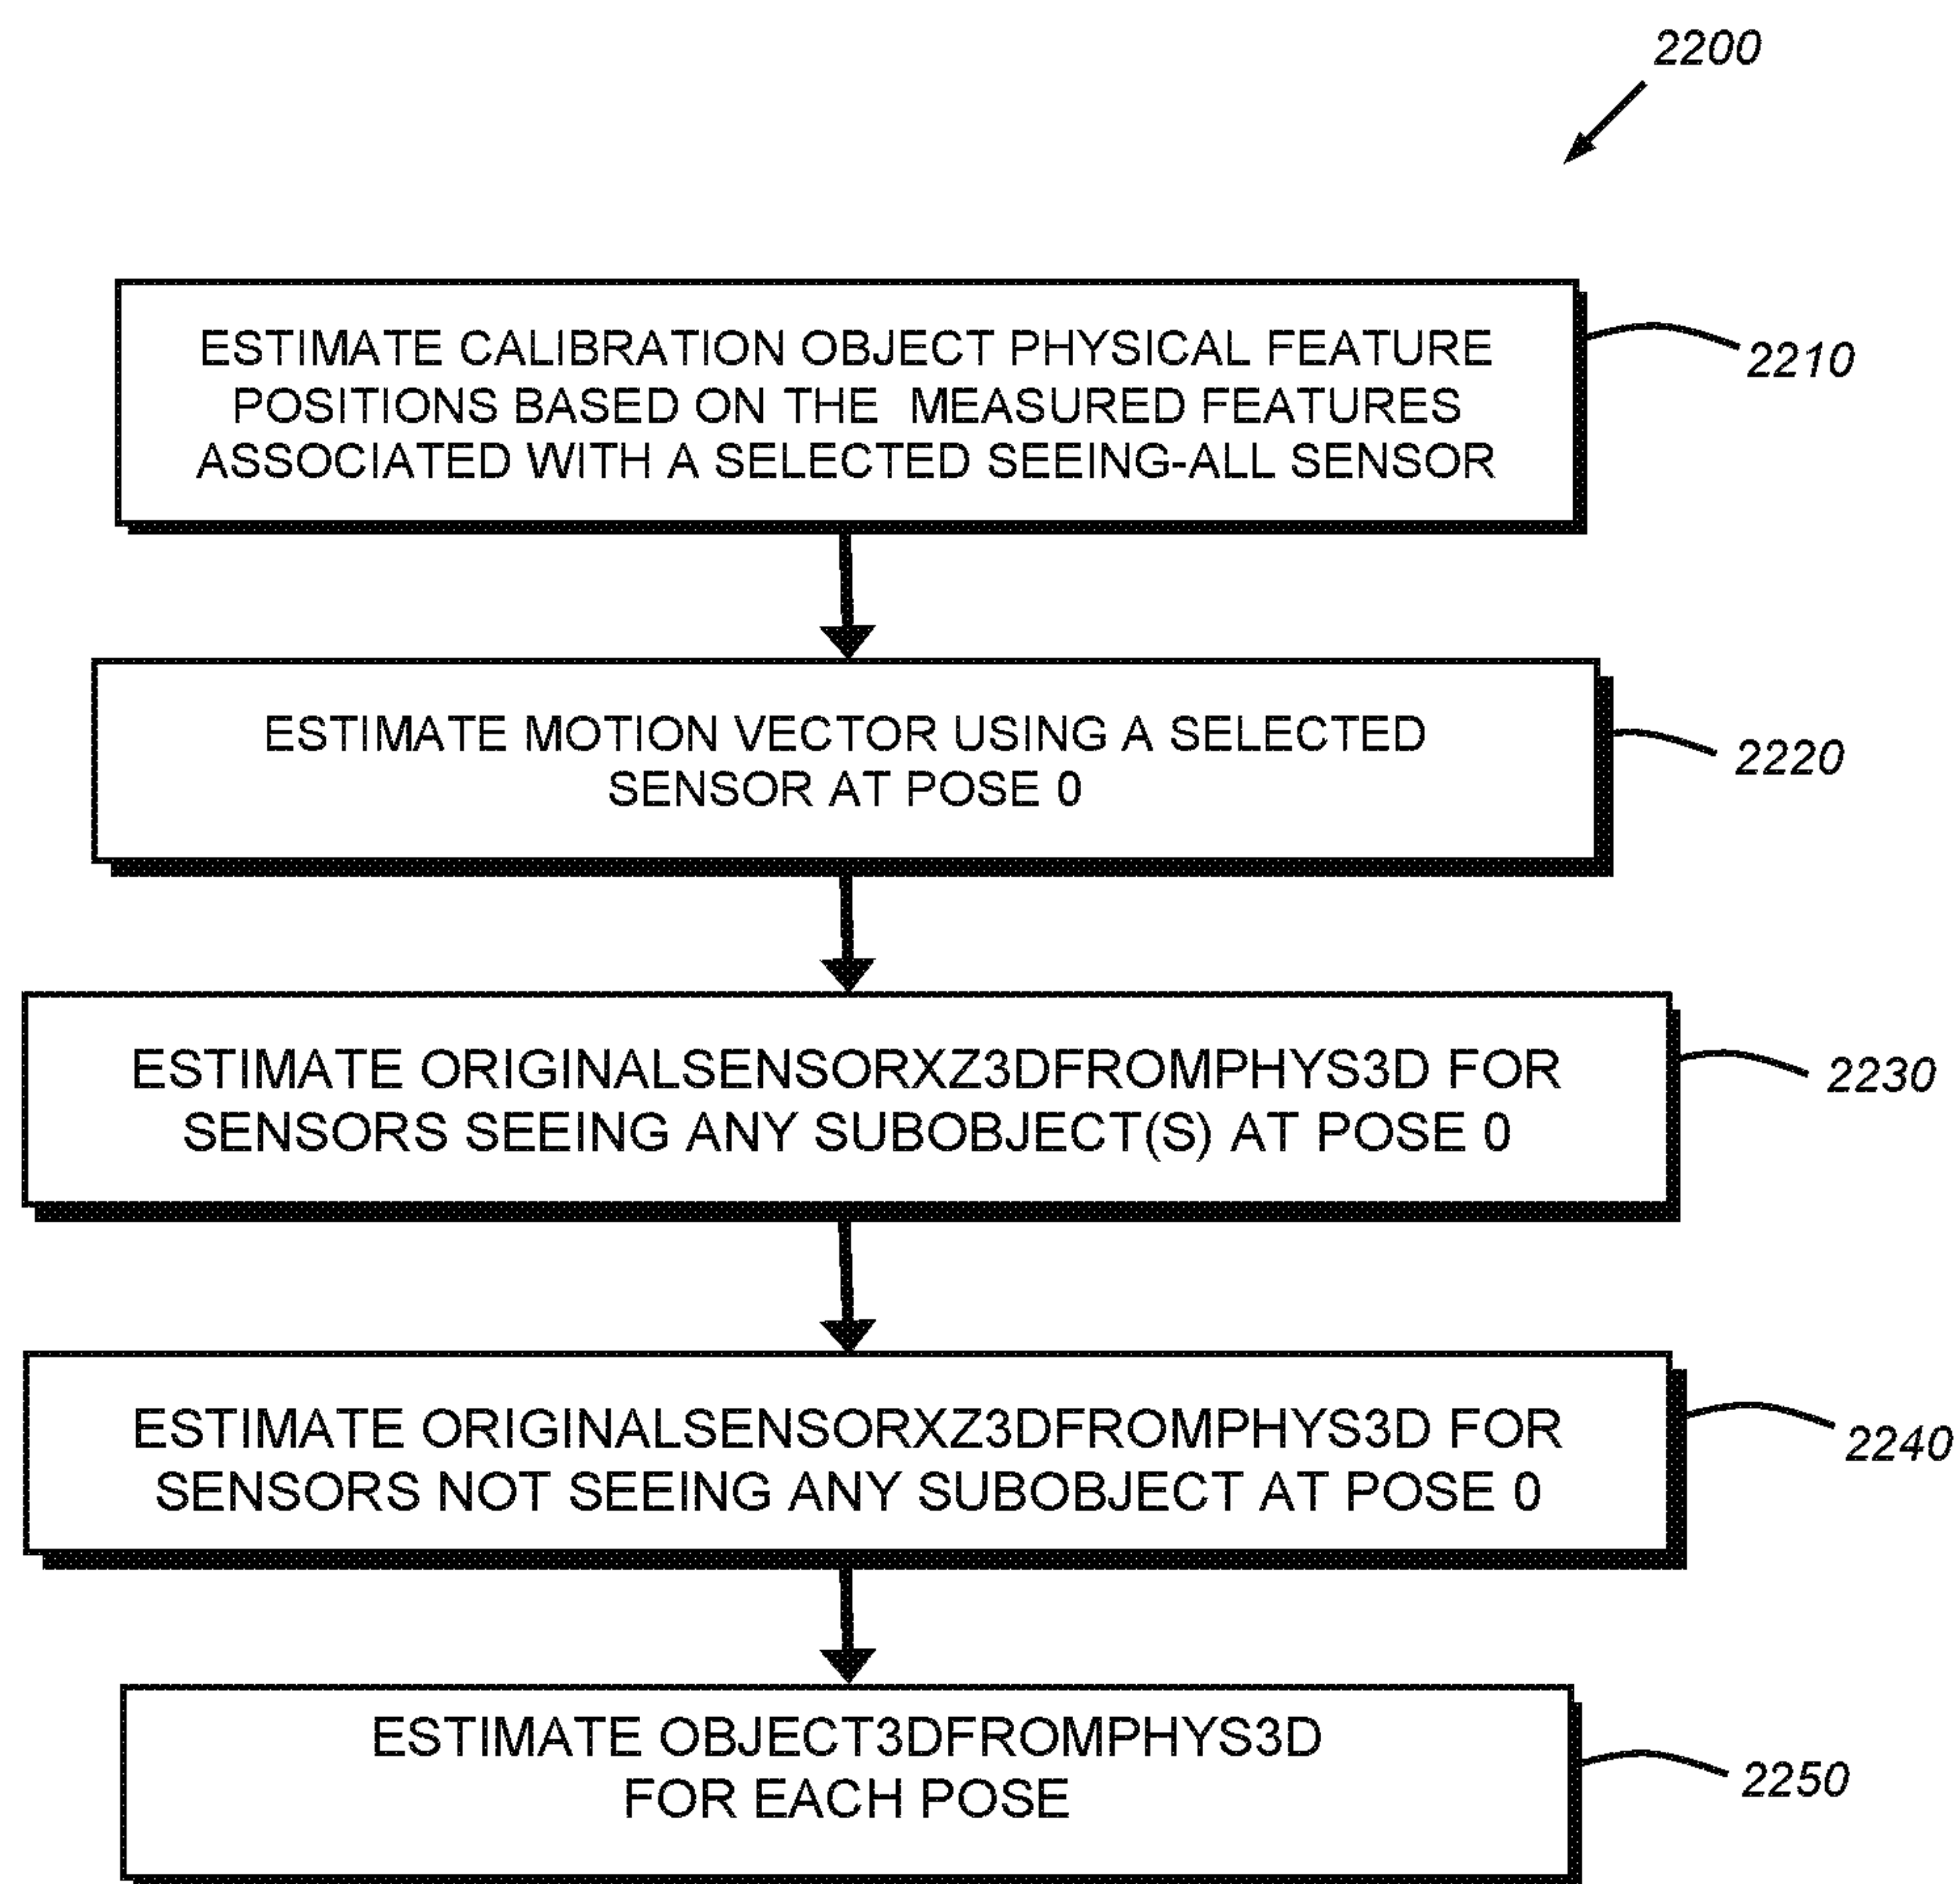 2200
ESTIMATE CALIBRATION OBJECT PHYSICAL FEATURE
POSITIONS BASED ON THE MEASURED FEATURES
ASSOCIATED WITH A SELECTED SEEING-ALL SENSOR
2210
ESTIMATE MOTION VECTOR USING A SELECTED
SENSOR AT POSE 0
2220
ESTIMATE ORIGINALSENSORXZ3DFROMPHYS3D FOR
SENSORS SEEING ANY SUBOBJECT(S) AT POSE 0
2230
ESTIMATE ORIGINALSENSORXZ3DFROMPHYS3D FOR
SENSORS NOT SEEING ANY SUBOBJECT AT POSE 0
2240
ESTIMATE OBJECT3DFROMPHYS3D
FOR EACH POSE
2250